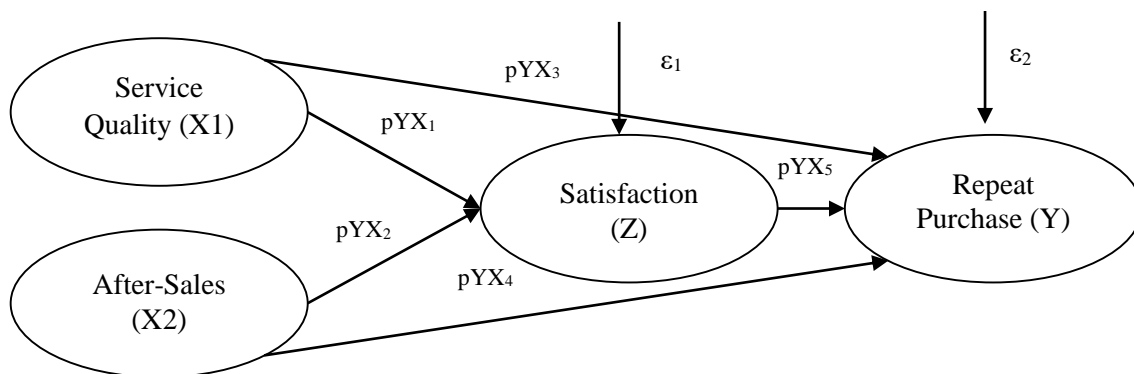 Service
Quality (X1)
pYX₃
ε₁
ε₂
pYX₁
Satisfaction
(Z)
pYX₅
Repeat
Purchase (Y)
pYX₂
After-Sales
(X2)
pYX₄